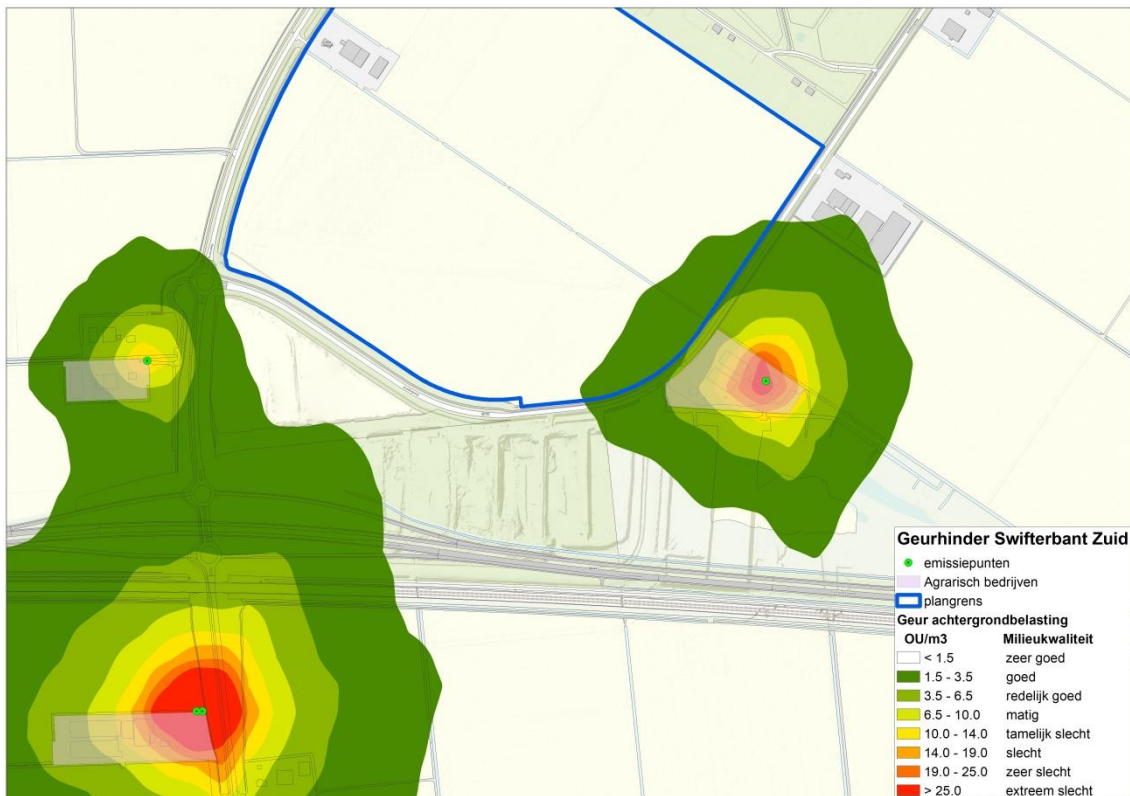 Geurhinder Swifterbant Zuid
emissiepunten
Agrarisch bedrijven
plangrens
Geur achtergrondbelasting
OU/m3 Milieukwaliteit
< 1.5 zeer goed
1.5 - 3.5 goed
3.5 - 6.5 redelijk goed
6.5 - 10.0 matig
10.0 - 14.0 tamelijk slecht
14.0 - 19.0 slecht
19.0 - 25.0 zeer slecht
> 25.0 extreem slecht